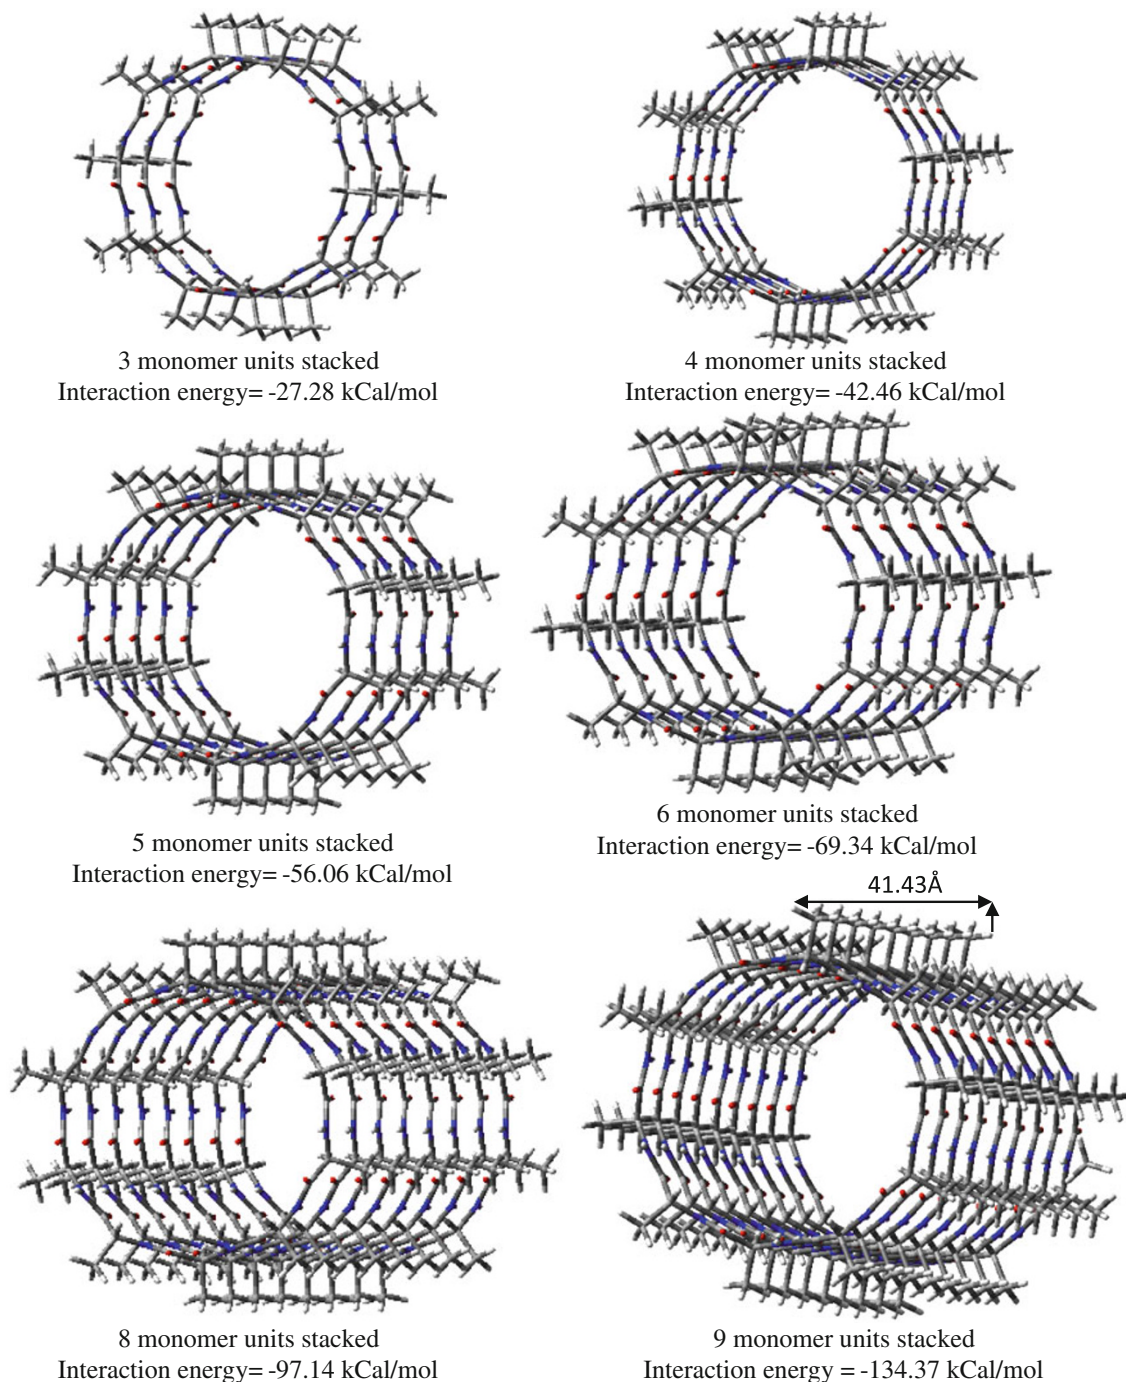 3 monomer units stacked
Interaction energy= -27.28 kCal/mol
4 monomer units stacked
Interaction energy= -42.46 kCal/mol
5 monomer units stacked
Interaction energy= -56.06 kCal/mol
6 monomer units stacked
Interaction energy= -69.34 kCal/mol
41.43Å
8 monomer units stacked
Interaction energy= -97.14 kCal/mol
9 monomer units stacked
Interaction energy = -134.37 kCal/mol